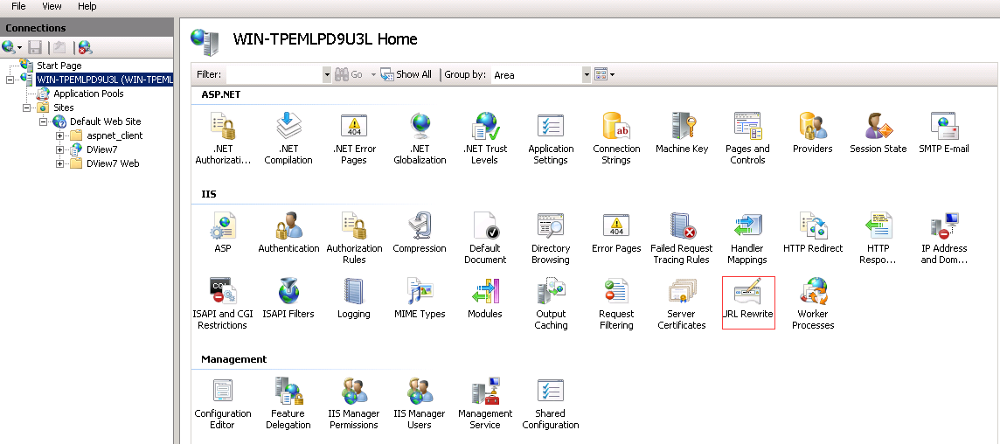 File View Help
Connections
Start Page
WIN-TPEMLPD9U3L (WIN-TPEML
Application Pools
Sites
Default Web Site
aspnet_client
DView7
DView7 Web
WIN-TPEMLPD9U3L Home
Filter: Go Show All Group by: Area
ASP.NET
.NET Authorizati...
.NET Compilation
.NET Error Pages
.NET Globalization
.NET Trust Levels
Application Settings
Connection Strings
Machine Key
Pages and Controls
Providers
Session State
SMTP E-mail
IIS
ASP
Authentication
Authorization Rules
Compression
Default Document
Directory Browsing
Error Pages
Failed Request Tracing Rules
Handler Mappings
HTTP Redirect
HTTP Respo...
IP Address and Dom...
ISAPI and CGI Restrictions
ISAPI Filters
Logging
MIME Types
Modules
Output Caching
Request Filtering
Server Certificates
URL Rewrite
Worker Processes
Management
Configuration Editor
Feature Delegation
IIS Manager Permissions
IIS Manager Users
Management Service
Shared Configuration